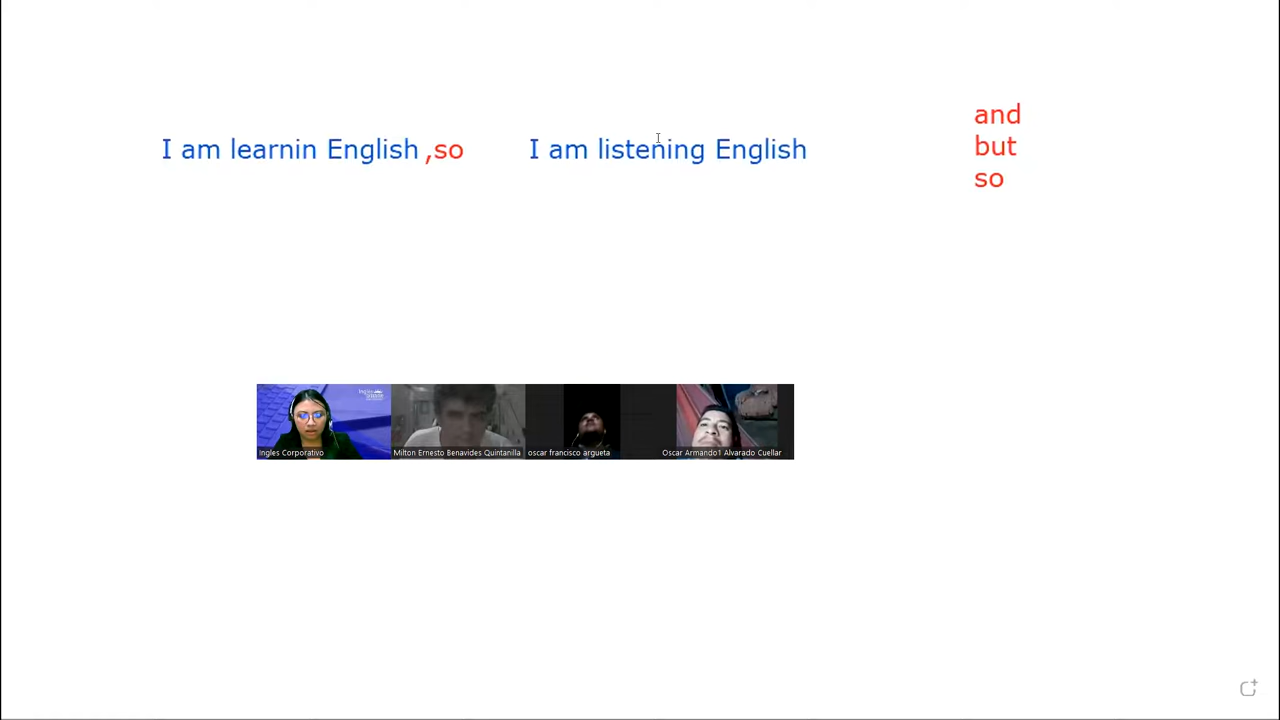 I am learnin English ,so I am listening English
and
but
so
Ingles Corporativo
Milton Ernesto Benavides Quintanilla
oscar francisco argueta
Oscar Armando1 Alvarado Cuellar